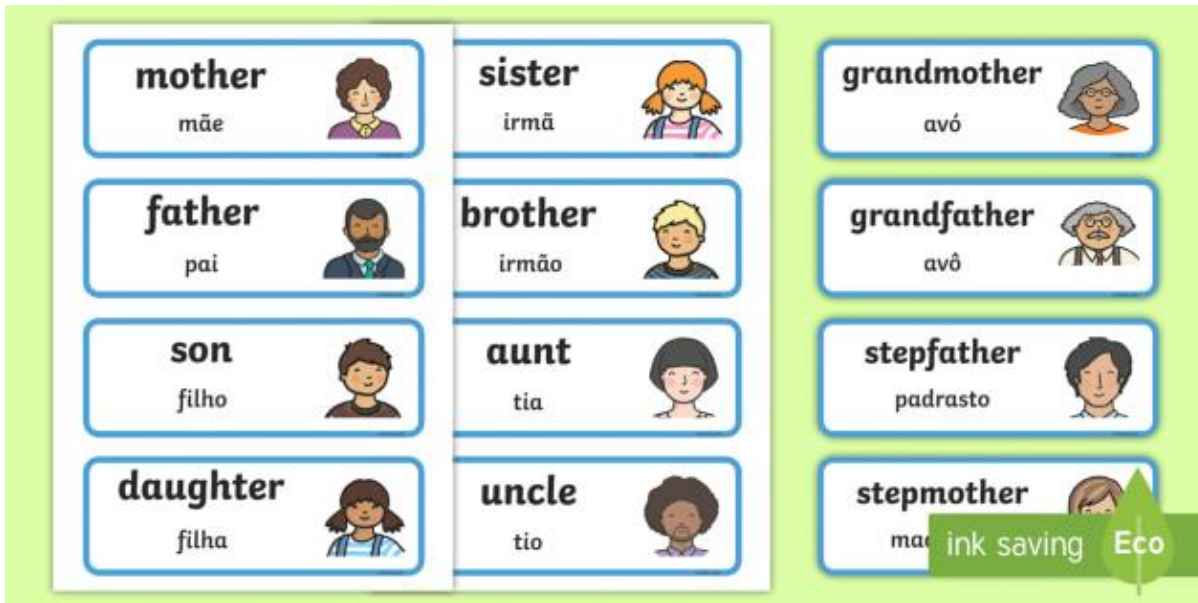 mother
mãe
father
pai
son
filho
daughter
filha
sister
irmã
brother
irmão
aunt
tia
uncle
tio
grandmother
avó
grandfather
avô
stepfather
padrasto
stepmother
ink saving Eco